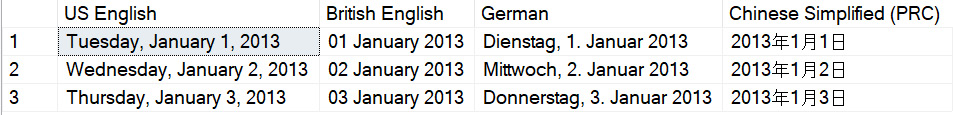 US English British English German Chinese Simplified (PRC)
1 Tuesday, January 1, 2013 01 January 2013 Dienstag, 1. Januar 2013 2013年1月1日
2 Wednesday, January 2, 2013 02 January 2013 Mittwoch, 2. Januar 2013 2013年1月2日
3 Thursday, January 3, 2013 03 January 2013 Donnerstag, 3. Januar 2013 2013年1月3日